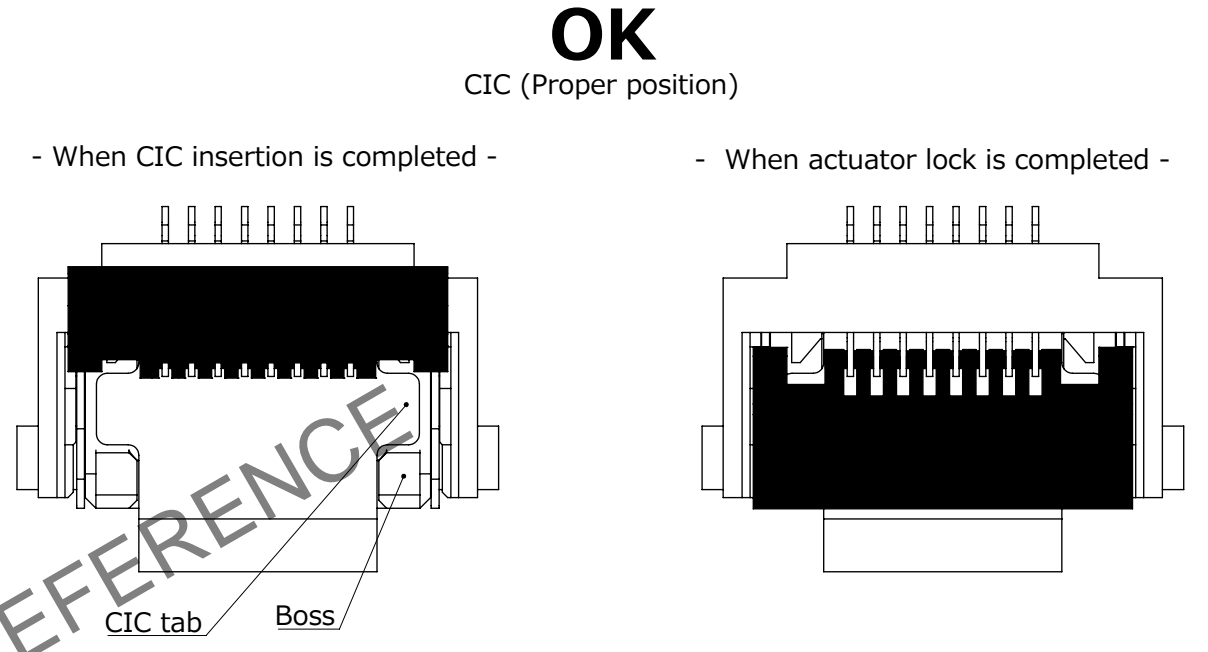 OK
CIC (Proper position)
- When CIC insertion is completed -
- When actuator lock is completed -
EFERENCE
CIC tab
Boss